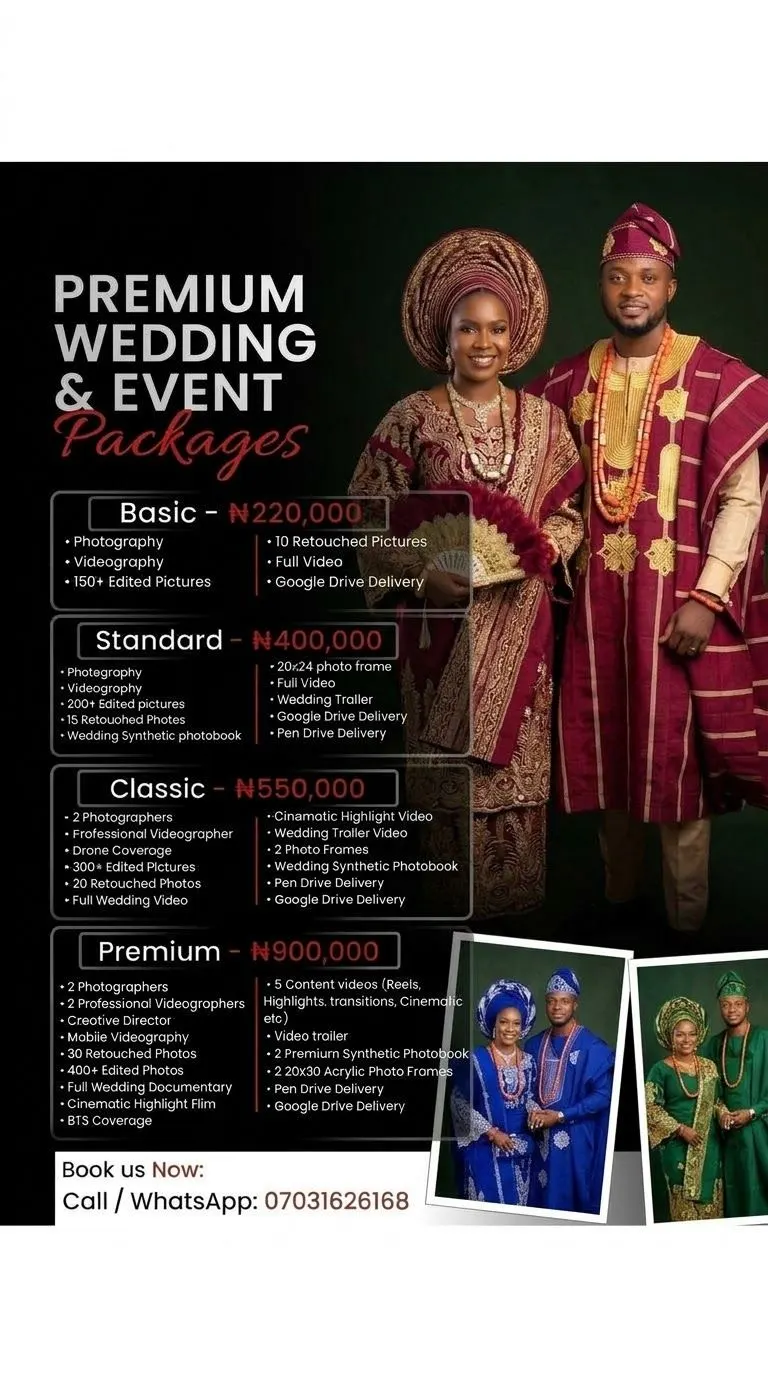 PREMIUM
WEDDING
& EVENT
Packages
Basic - ₦220,000
• Photography
• Videography
• 150+ Edited Pictures
• 10 Retouched Pictures
• Full Video
• Google Drive Delivery
Standard - ₦400,000
• Photegraphy
• Videography
• 200+ Edited pictures
• 15 Retouohed Photes
• Wedding Synthetic photobook
• 20x24 photo frame
• Full Video
• Wedding Traller
• Google Drive Delivery
• Pen Drive Delivery
Classic - ₦550,000
• 2 Photographers
• Frofessional Videographer
• Drone Coverage
• 300+ Edited Plctures
• 20 Retouched Photos
• Full Wedding Video
• Cinamatic Highlight Video
• Wedding Traller Video
• 2 Photo Frames
• Wedding Synthetic Photobook
• Pen Drive Delivery
• Google Drive Delivery
Premium - ₦900,000
• 2 Photographers
• 2 Professional Videographers
• Creotive Director
• Mobile Videography
• 30 Retouched Photos
• 400+ Edited Photos
• Full Wedding Documentary
• Cinematic Highlight Flim
• BTS Coverage
• 5 Content videos (Reels,
Highlights, transitions, Cinematic
etc)
• Video trailer
• 2 Premium Synthetic Photobook
• 2 20x30 Acrylic Photo Frames
• Pen Drive Delivery
• Google Drive Delivery
Book us Now:
Call / WhatsApp: 07031626168